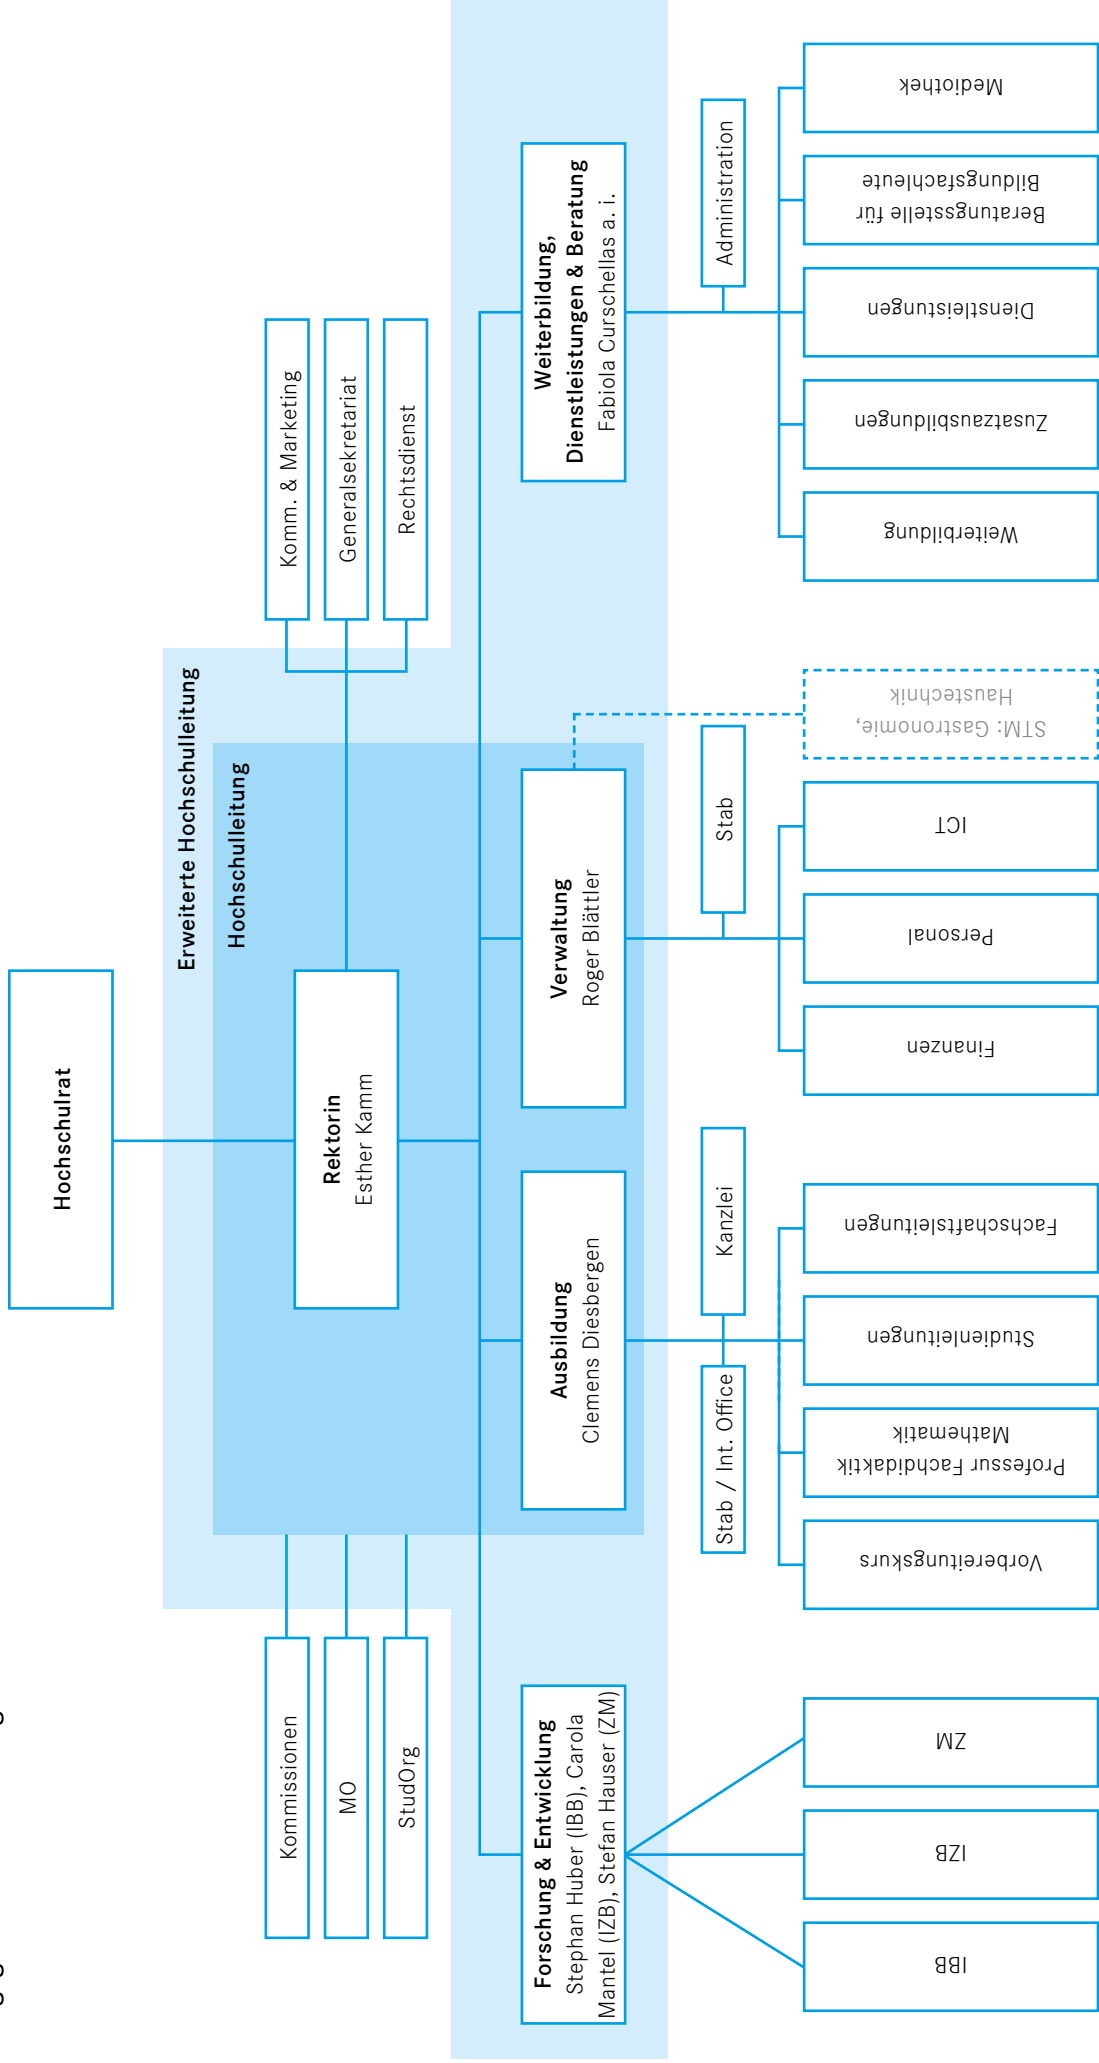 Hochschulrat
Erweiterte Hochschulleitung
Hochschulleitung
Rektorin
Esther Kamm
Kommissionen
MO
StudOrg
Komm. & Marketing
Generalsekretariat
Rechtsdienst
Forschung & Entwicklung
Stephan Huber (IBB), Carola
Mantel (IZB), Stefan Hauser (ZM)
Ausbildung
Clemens Diesbergen
Verwaltung
Roger Blättler
Weiterbildung,
Dienstleistungen & Beratung
Fabiola Curschellas a. i.
Stab / Int. Office
Kanzlei
Stab
Administration
IBB
IZB
ZM
Vorbereitungskurs
Professur Fachdidaktik
Mathematik
Studienleitungen
Fachschaftsleitungen
Finanzen
Personal
ICT
STM: Gastronomie,
Haustechnik
Weiterbildung
Zusatzausbildungen
Dienstleistungen
Beratungsstelle für
Bildungsfachleute
Mediothek